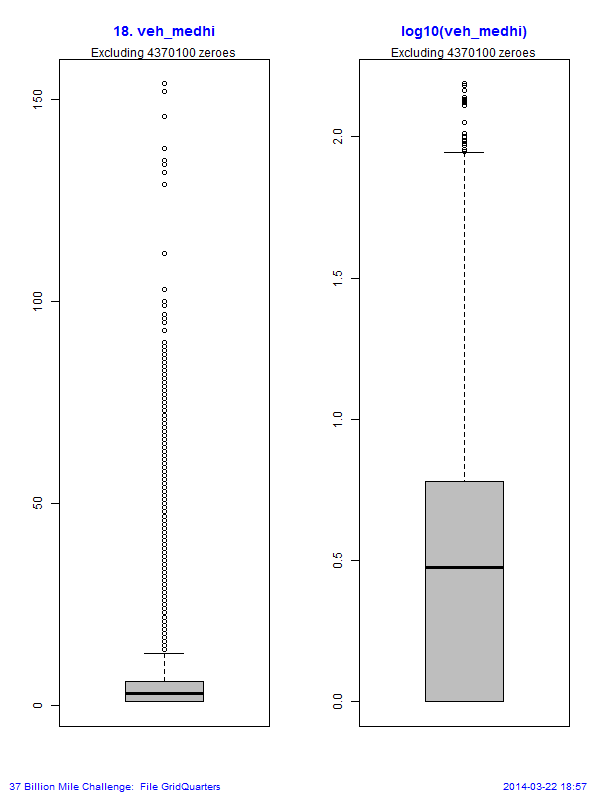 18. veh_medhi
Excluding 4370100 zeroes
150
100
50
0
log10(veh_medhi)
Excluding 4370100 zeroes
2.0
1.5
1.0
0.5
0.0
37 Billion Mile Challenge:  File GridQuarters
2014-03-22 18:57